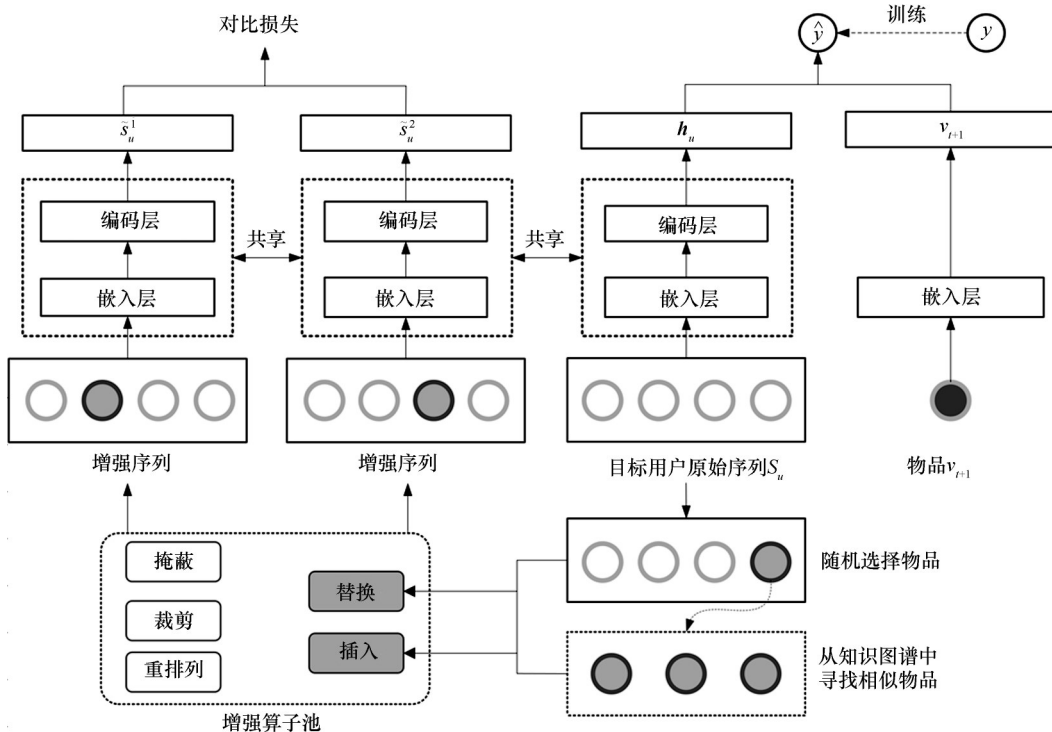 对比损失
ŷ
训练
y
s̃ᵤ¹
s̃ᵤ²
hᵤ
vₜ₊₁
编码层
编码层
编码层
共享
共享
嵌入层
嵌入层
嵌入层
嵌入层
增强序列
增强序列
目标用户原始序列Sᵤ
物品vₜ₊₁
掩蔽
裁剪
重排列
替换
插入
增强算子池
随机选择物品
从知识图谱中
寻找相似物品